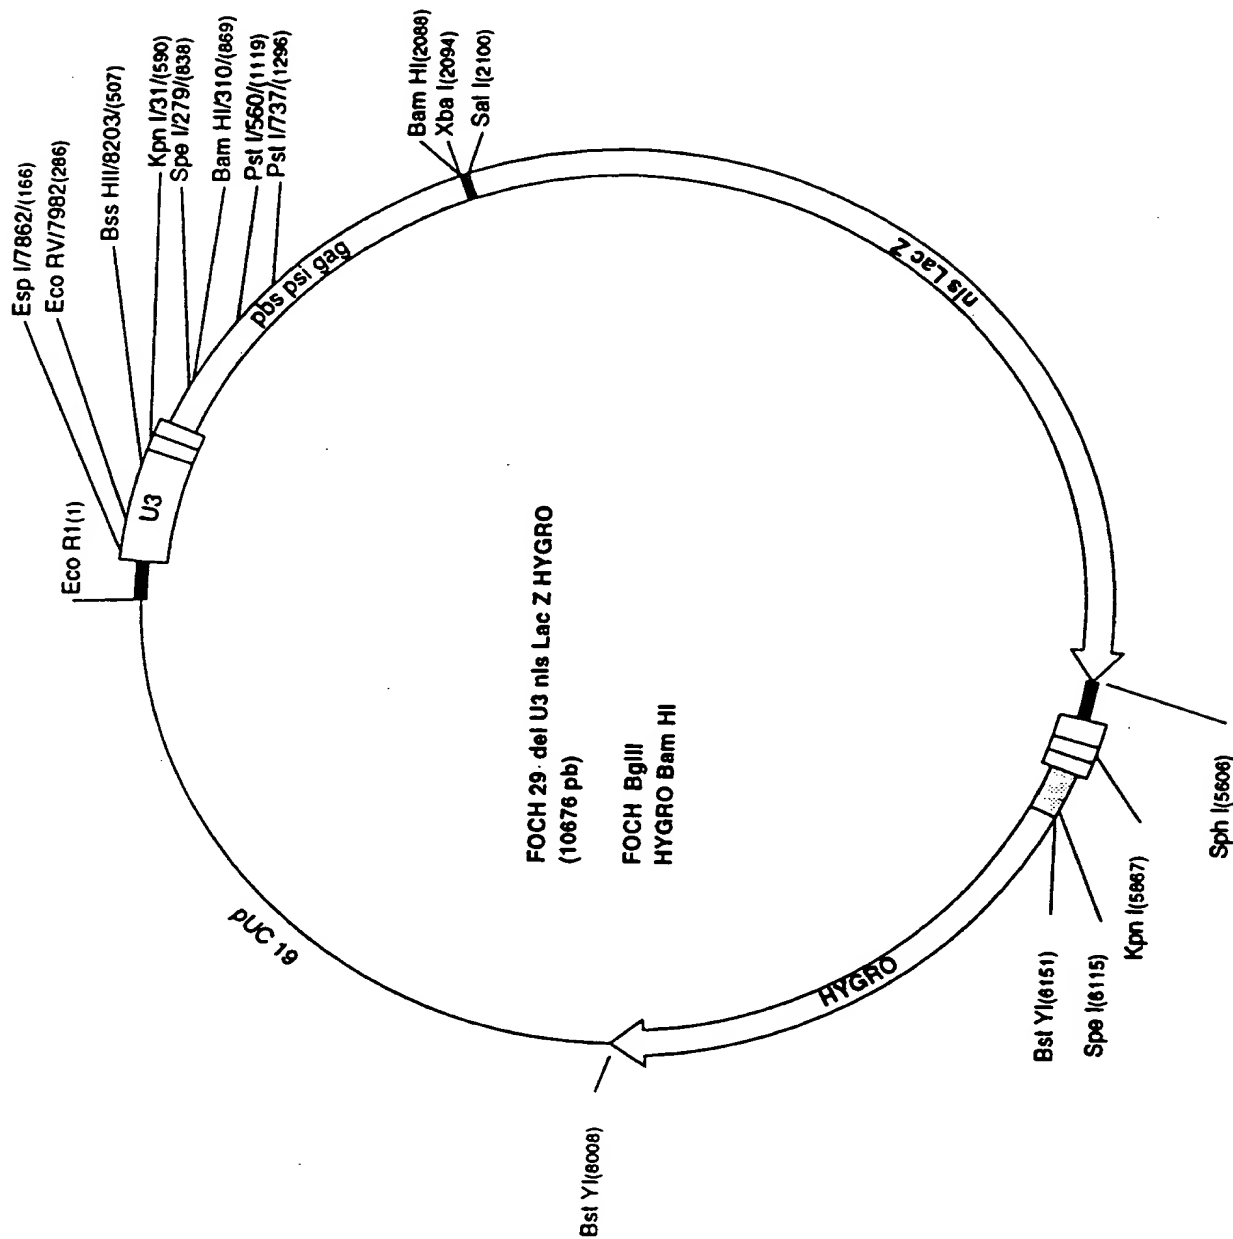 Eco R1(1)
Esp I/7862/(166)
Eco RV/7982(286)
Bss HII/8203/(507)
Kpn I/31/(590)
Spe I/279/(838)
Bam HI/310/(869)
Pst I/560/(1119)
Pst I/737/(1296)
Bam HI(2088)
Xba I(2094)
Sal I(2100)
U3
pbs psi gag
nls Lac Z
FOCH 29 del U3 nls Lac Z HYGRO
(10676 pb)
FOCH BglII
HYGRO Bam HI
pUC 19
HYGRO
Sph I(5606)
Kpn I(5867)
Spe I(6115)
Bst YI(6151)
Bst YI(8008)